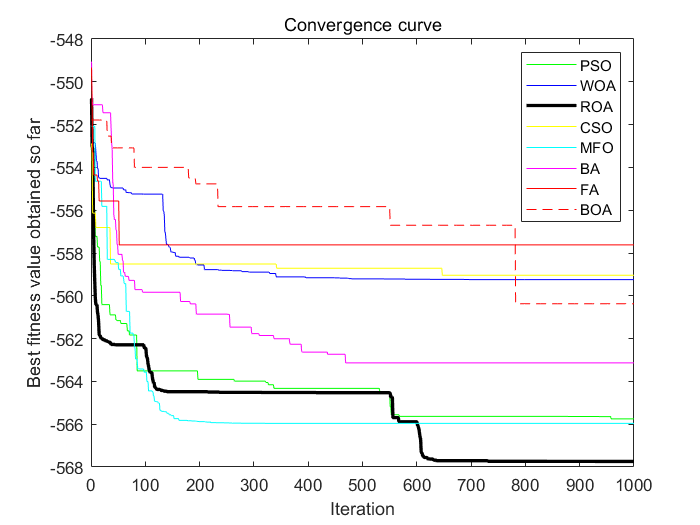 Convergence curve
Best fitness value obtained so far
-548
-550
-552
-554
-556
-558
-560
-562
-564
-566
-568
0 100 200 300 400 500 600 700 800 900 1000
Iteration
PSO
WOA
ROA
CSO
MFO
BA
FA
BOA